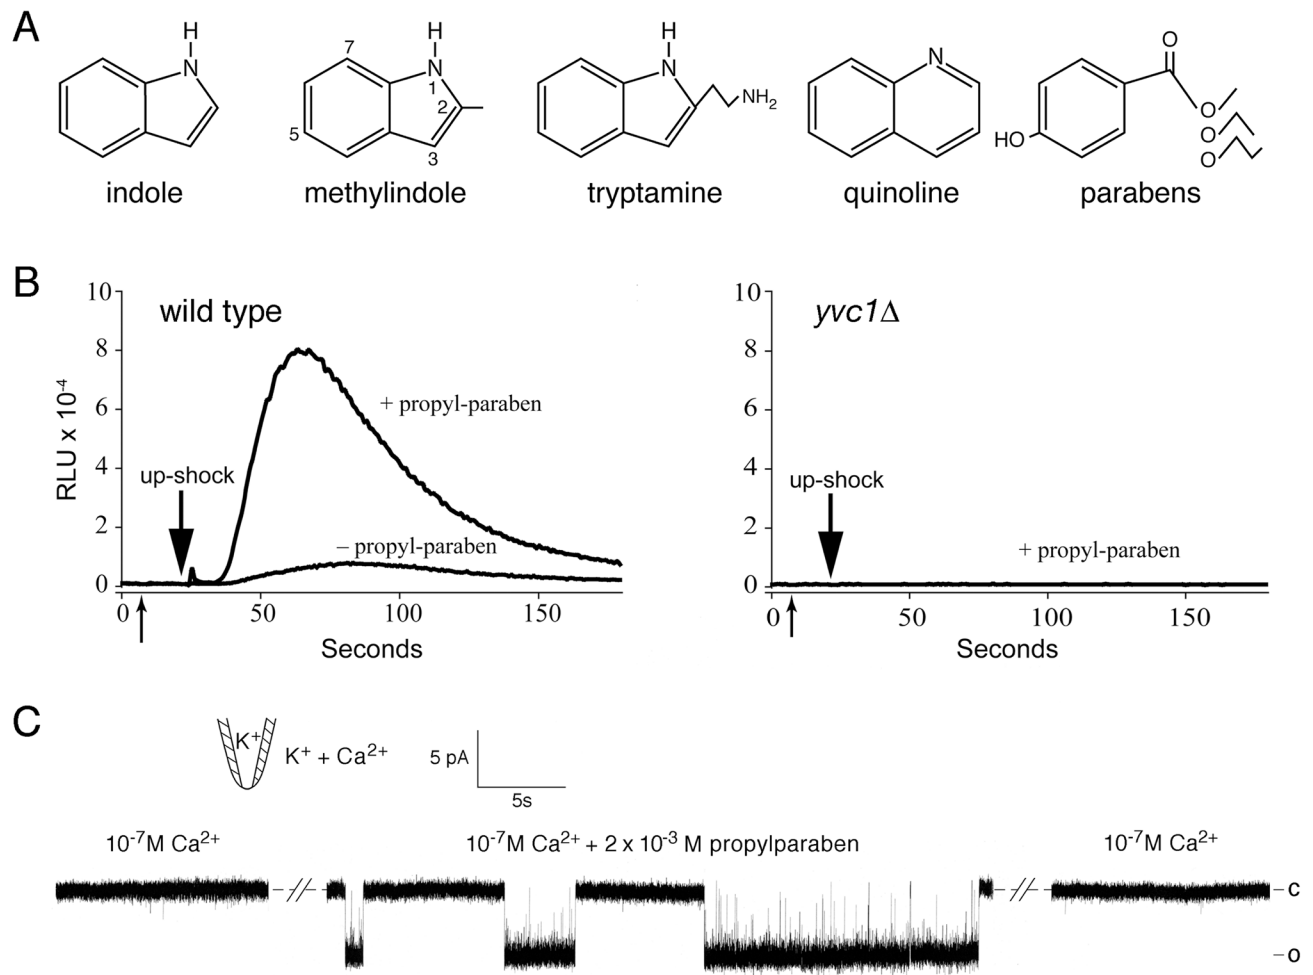 A
H
N
indole
H
N
1
2
3
5
7
methylindole
H
N
NH2
tryptamine
N
quinoline
O
O
O
O
HO
parabens
B
wild type
RLU x 10-4
10
8
6
4
2
0
up-shock
+ propyl-paraben
– propyl-paraben
0 50 100 150
Seconds
yvc1Δ
10
8
6
4
2
0
up-shock
+ propyl-paraben
0 50 100 150
Seconds
C
K+
K+ + Ca2+
5 pA
5s
10-7M Ca2+
10-7M Ca2+ + 2 x 10-3 M propylparaben
10-7M Ca2+
c
o